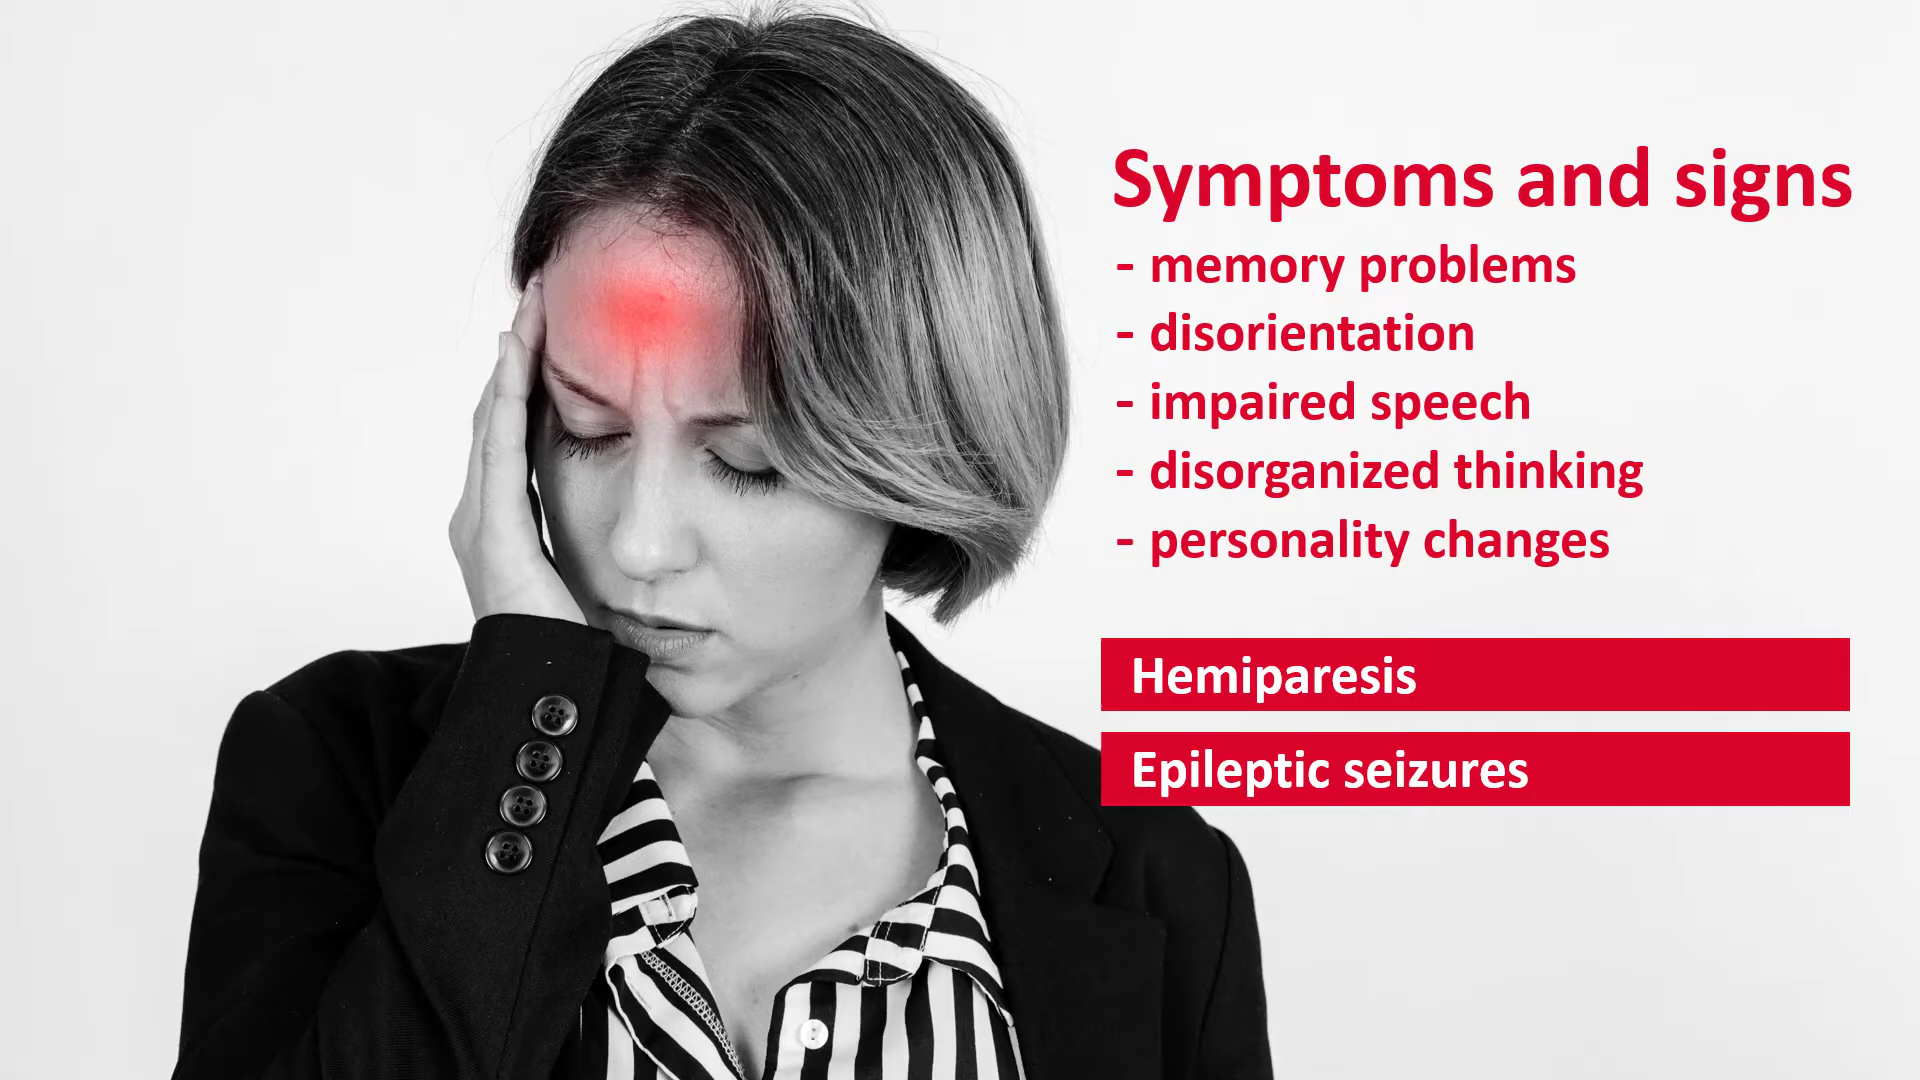 Symptoms and signs
- memory problems
- disorientation
- impaired speech
- disorganized thinking
- personality changes
Hemiparesis
Epileptic seizures